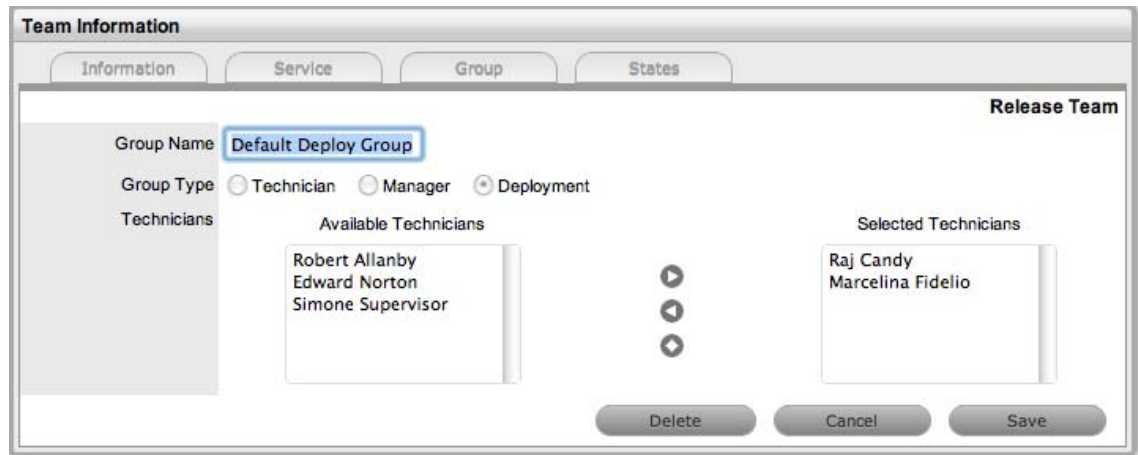 Team Information
Information Service Group States
Release Team
Group Name Default Deploy Group
Group Type Technician Manager Deployment
Technicians Available Technicians Selected Technicians
Robert Allanby Raj Candy
Edward Norton Marcelina Fidelio
Simone Supervisor
Delete Cancel Save